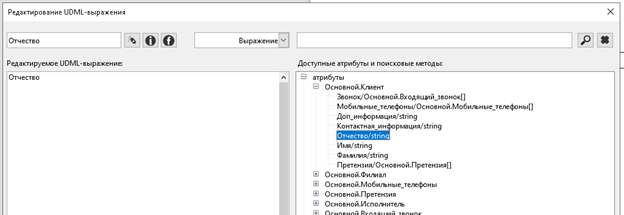 Редактирование UDML-выражения
Отчество
Выражение
Редактируемое UDML-выражение:
Доступные атрибуты и поисковые методы:
Отчество
атрибуты
Основной.Клиент
Звонок/Основной.Входящий_звонок[]
Мобильные_телефоны/Основной.Мобильные_телефоны[]
Доп_информация/string
Контактная_информация/string
Отчество/string
Имя/string
Фамилия/string
Претензия/Основной.Претензия[]
Основной.Филиал
Основной.Мобильные_телефоны
Основной.Претензия
Основной.Исполнитель
Основной.Входящий_звонок